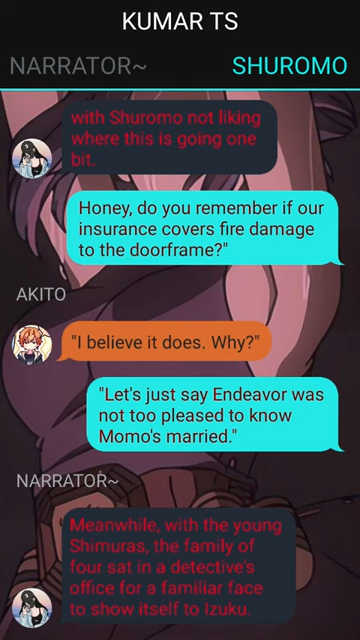 KUMAR TS
NARRATOR~ SHUROMO
with Shuromo not liking
where this is going one
bit.
Honey, do you remember if our
insurance covers fire damage
to the doorframe?"
AKITO
"I believe it does. Why?"
"Let's just say Endeavor was
not too pleased to know
Momo's married."
NARRATOR~
Meanwhile, with the young
Shimuras, the family of
four sat in a detective's
office for a familiar face
to show itself to Izuku.